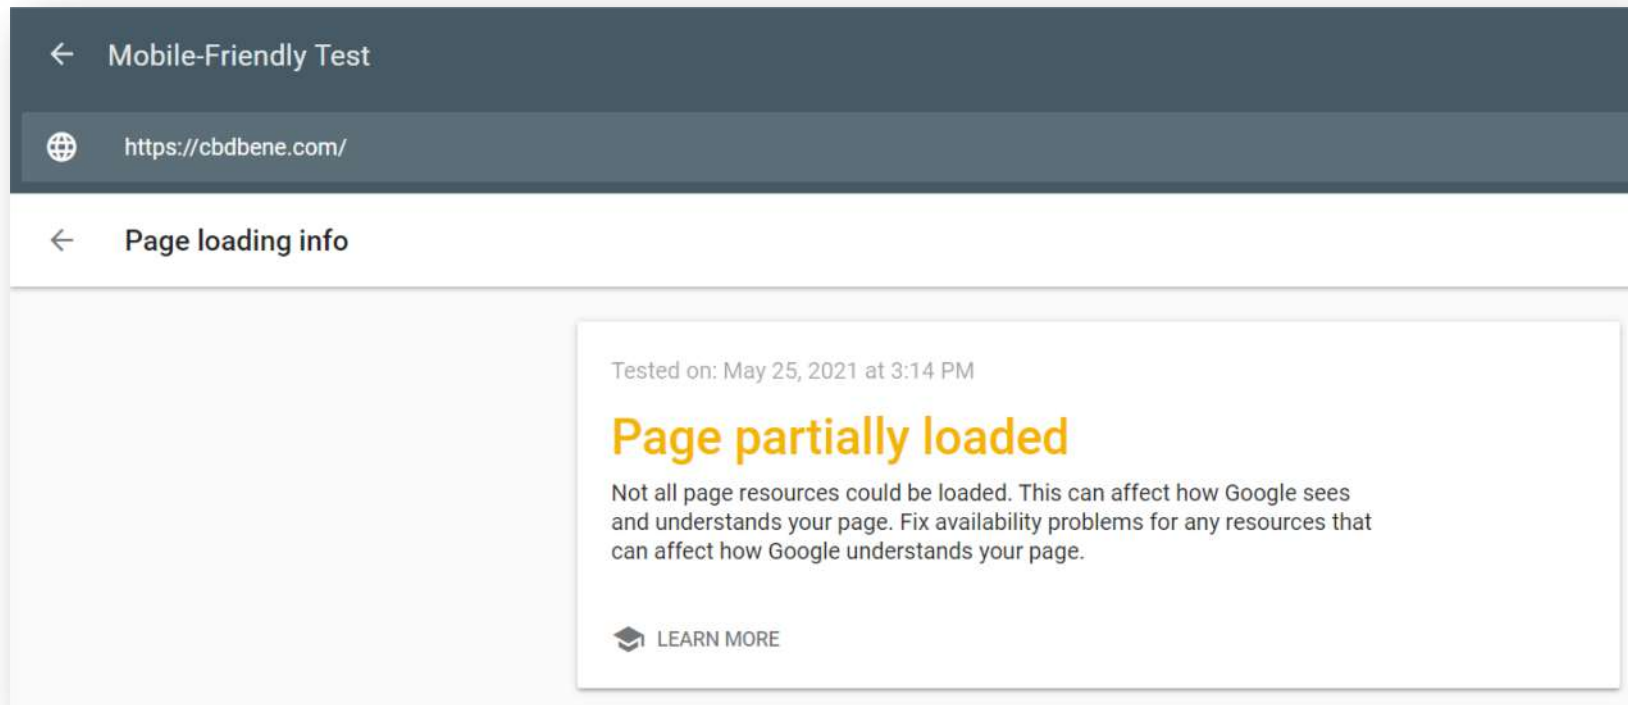 Mobile-Friendly Test
https://cbdbene.com/
Page loading info
Tested on: May 25, 2021 at 3:14 PM
Page partially loaded
Not all page resources could be loaded. This can affect how Google sees
and understands your page. Fix availability problems for any resources that
can affect how Google understands your page.
LEARN MORE